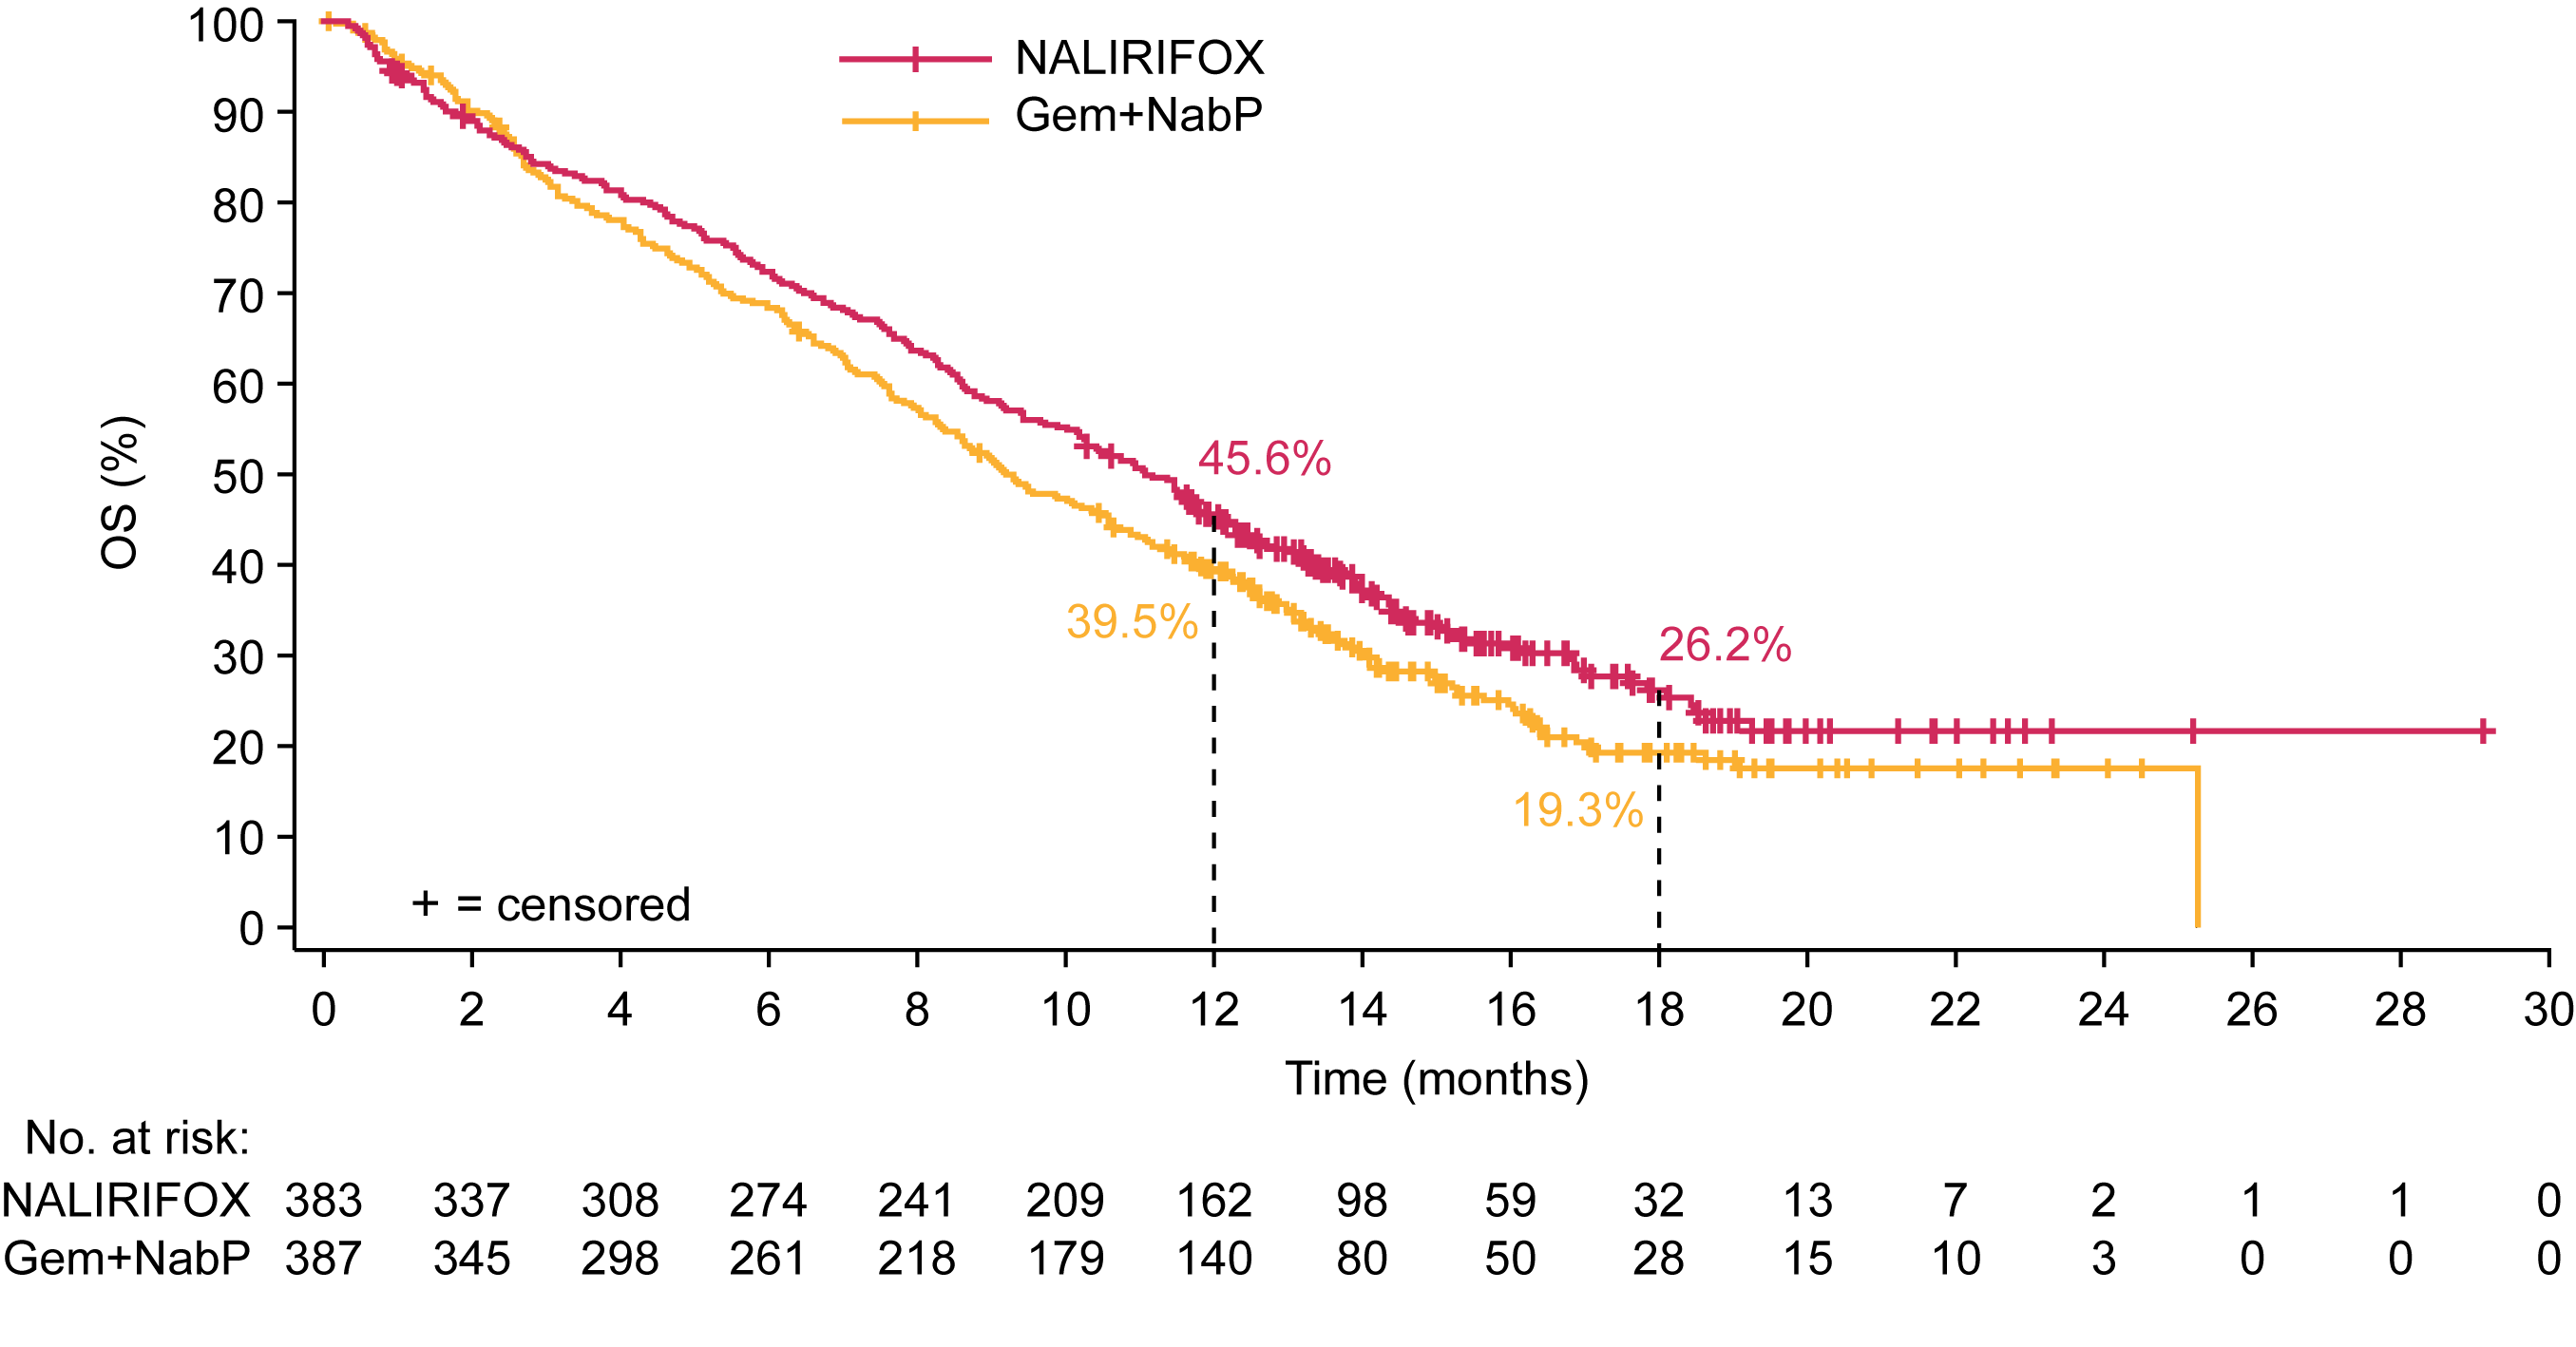 100
90
80
70
60
50
40
30
20
10
0
OS (%)
NALIRIFOX
Gem+NabP
45.6%
39.5%
26.2%
19.3%
+ = censored
0 2 4 6 8 10 12 14 16 18 20 22 24 26 28 30
Time (months)
No. at risk:
NALIRIFOX 383 337 308 274 241 209 162 98 59 32 13 7 2 1 1 0
Gem+NabP 387 345 298 261 218 179 140 80 50 28 15 10 3 0 0 0